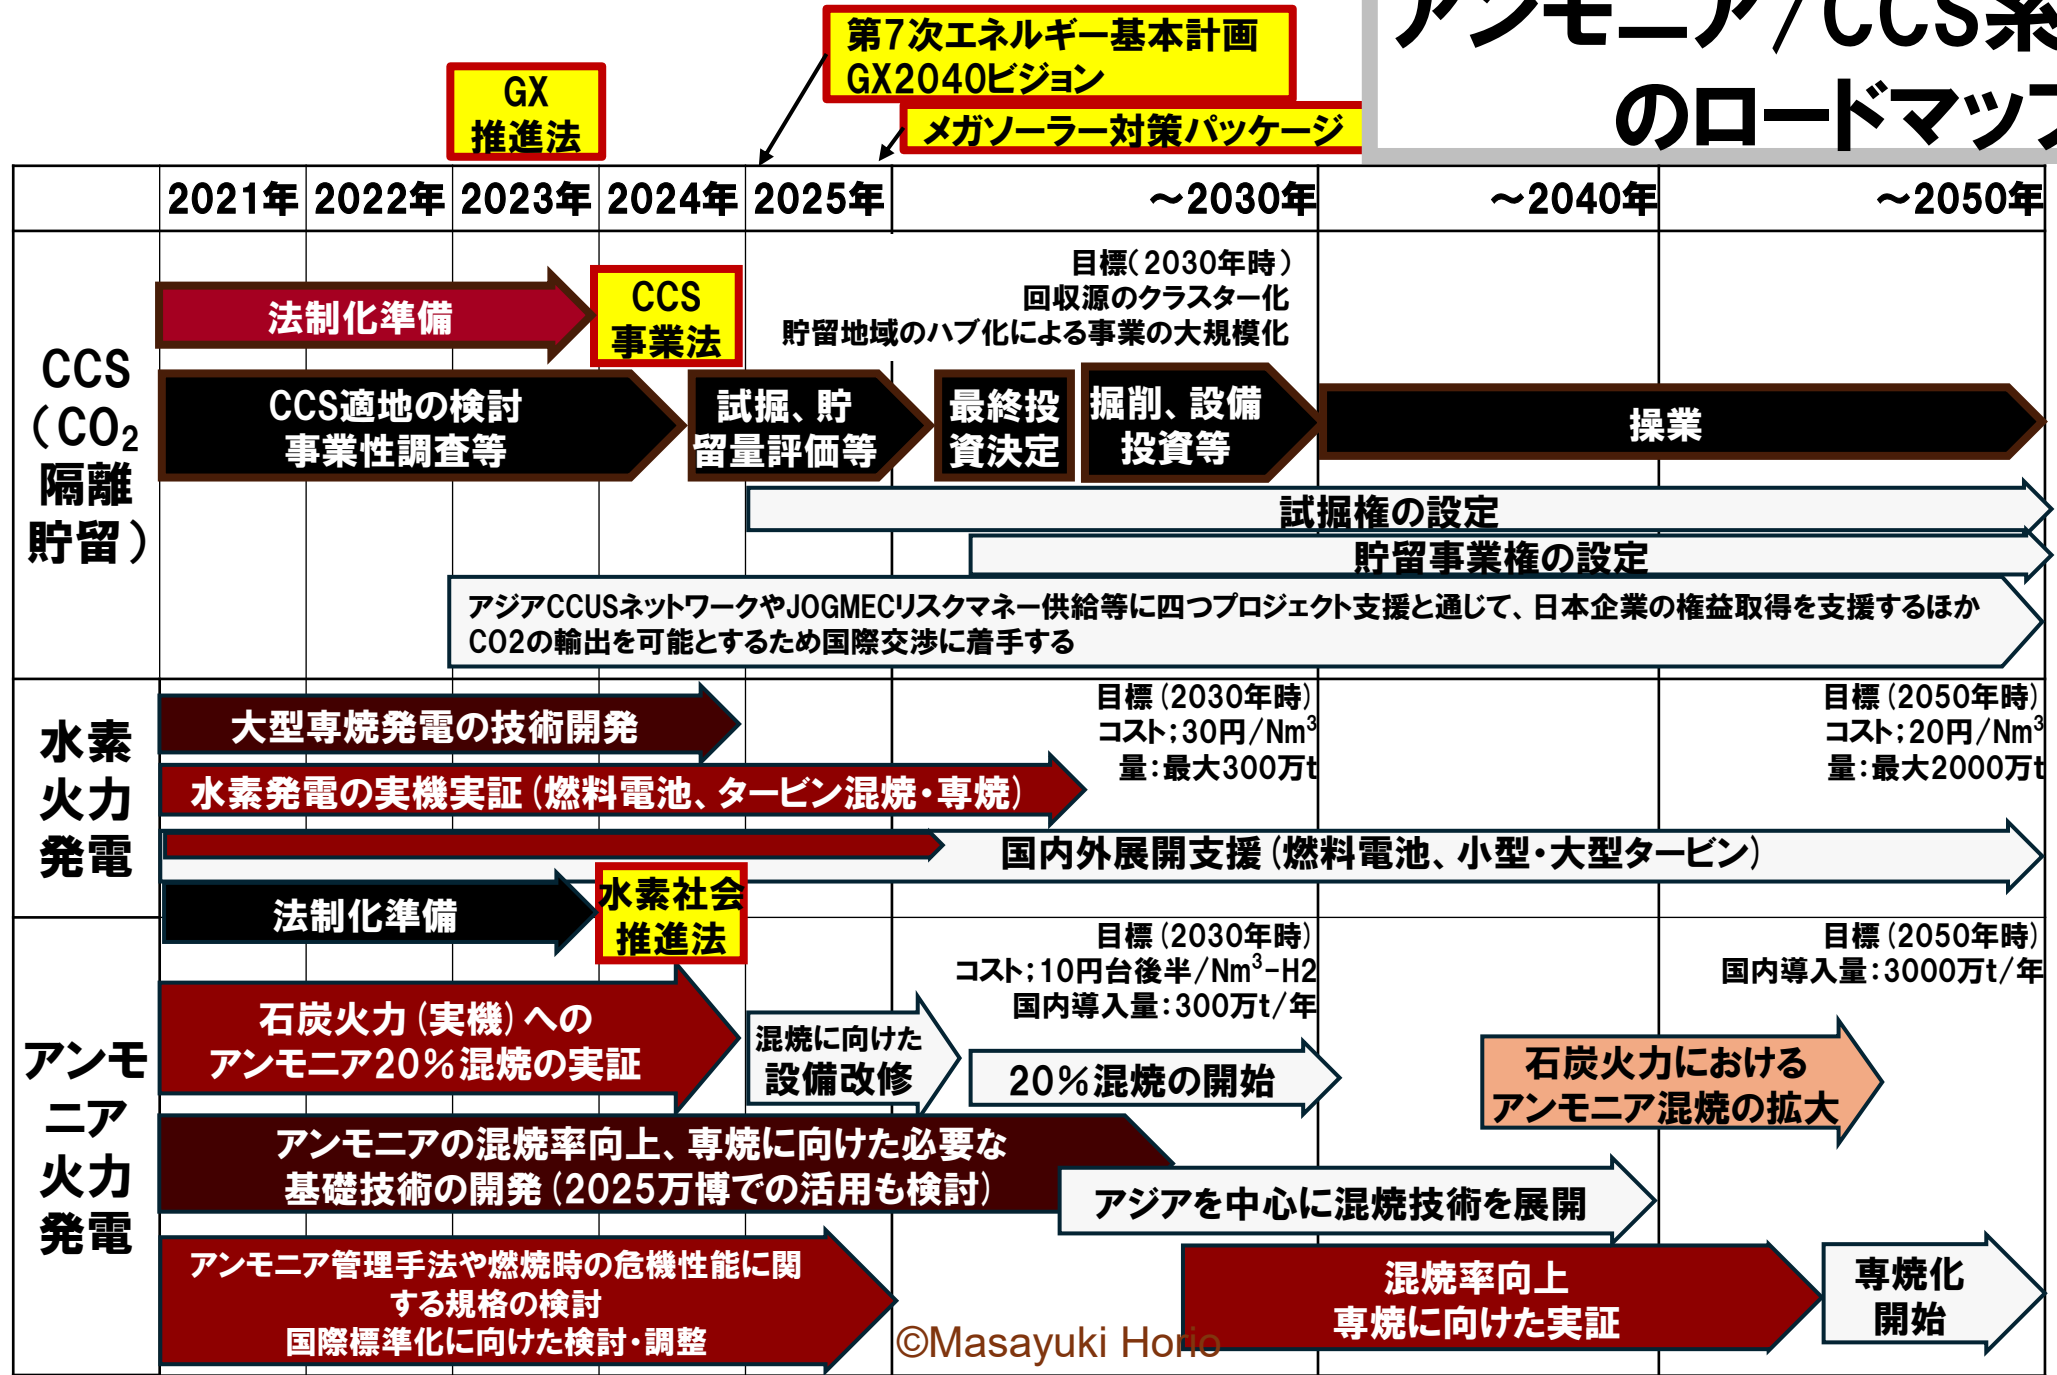 アンモニア/CCS系
のロードマップ
第7次エネルギー基本計画
GX2040ビジョン
GX
推進法
メガソーラー対策パッケージ
2021年 2022年 2023年 2024年 2025年 ～2030年 ～2040年 ～2050年
CCS
（CO₂
隔離
貯留）
目標（2030年時）
回収源のクラスター化
貯留地域のハブ化による事業の大規模化
法制化準備
CCS
事業法
CCS適地の検討
事業性調査等
試掘、貯
留量評価等
最終投
資決定
掘削、設備
投資等
操業
試掘権の設定
貯留事業権の設定
アジアCCUSネットワークやJOGMECリスクマネー供給等に四つプロジェクト支援と通じて、日本企業の権益取得を支援するほか
CO2の輸出を可能とするため国際交渉に着手する
水素
火力
発電
大型専焼発電の技術開発
目標（2030年時）
コスト；30円/Nm³
量：最大300万t
目標（2050年時）
コスト；20円/Nm³
量：最大2000万t
水素発電の実機実証（燃料電池、タービン混焼・専焼）
国内外展開支援（燃料電池、小型・大型タービン）
法制化準備
水素社会
推進法
アンモ
ニア
火力
発電
目標（2030年時）
コスト；10円台後半/Nm³-H2
国内導入量：300万t/年
目標（2050年時）
国内導入量：3000万t/年
石炭火力（実機）への
アンモニア20％混焼の実証
混焼に向けた
設備改修
20％混焼の開始
石炭火力における
アンモニア混焼の拡大
アンモニアの混焼率向上、専焼に向けた必要な
基礎技術の開発（2025万博での活用も検討）
アジアを中心に混焼技術を展開
アンモニア管理手法や燃焼時の危機性能に関
する規格の検討
国際標準化に向けた検討・調整
混焼率向上
専焼に向けた実証
専焼化
開始
©Masayuki Horio